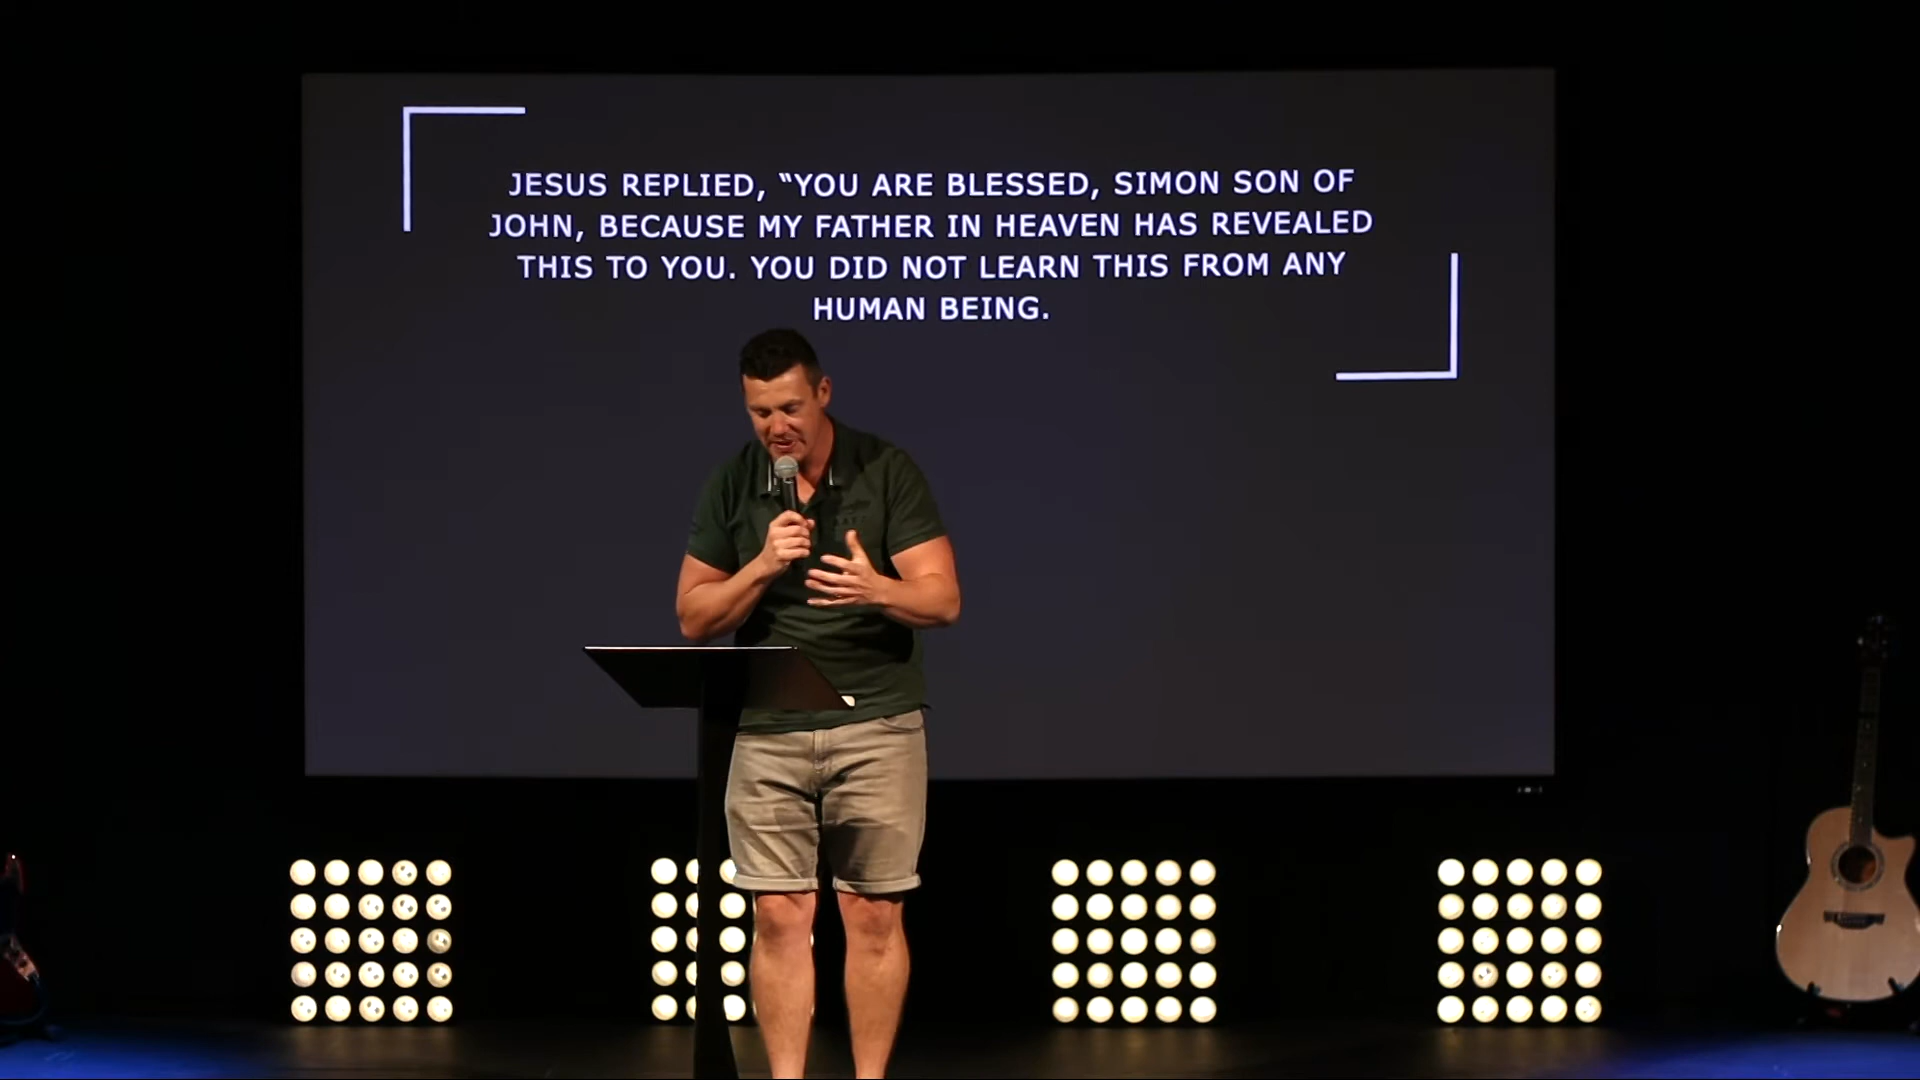 JESUS REPLIED, “YOU ARE BLESSED, SIMON SON OF
JOHN, BECAUSE MY FATHER IN HEAVEN HAS REVEALED
THIS TO YOU. YOU DID NOT LEARN THIS FROM ANY
HUMAN BEING.